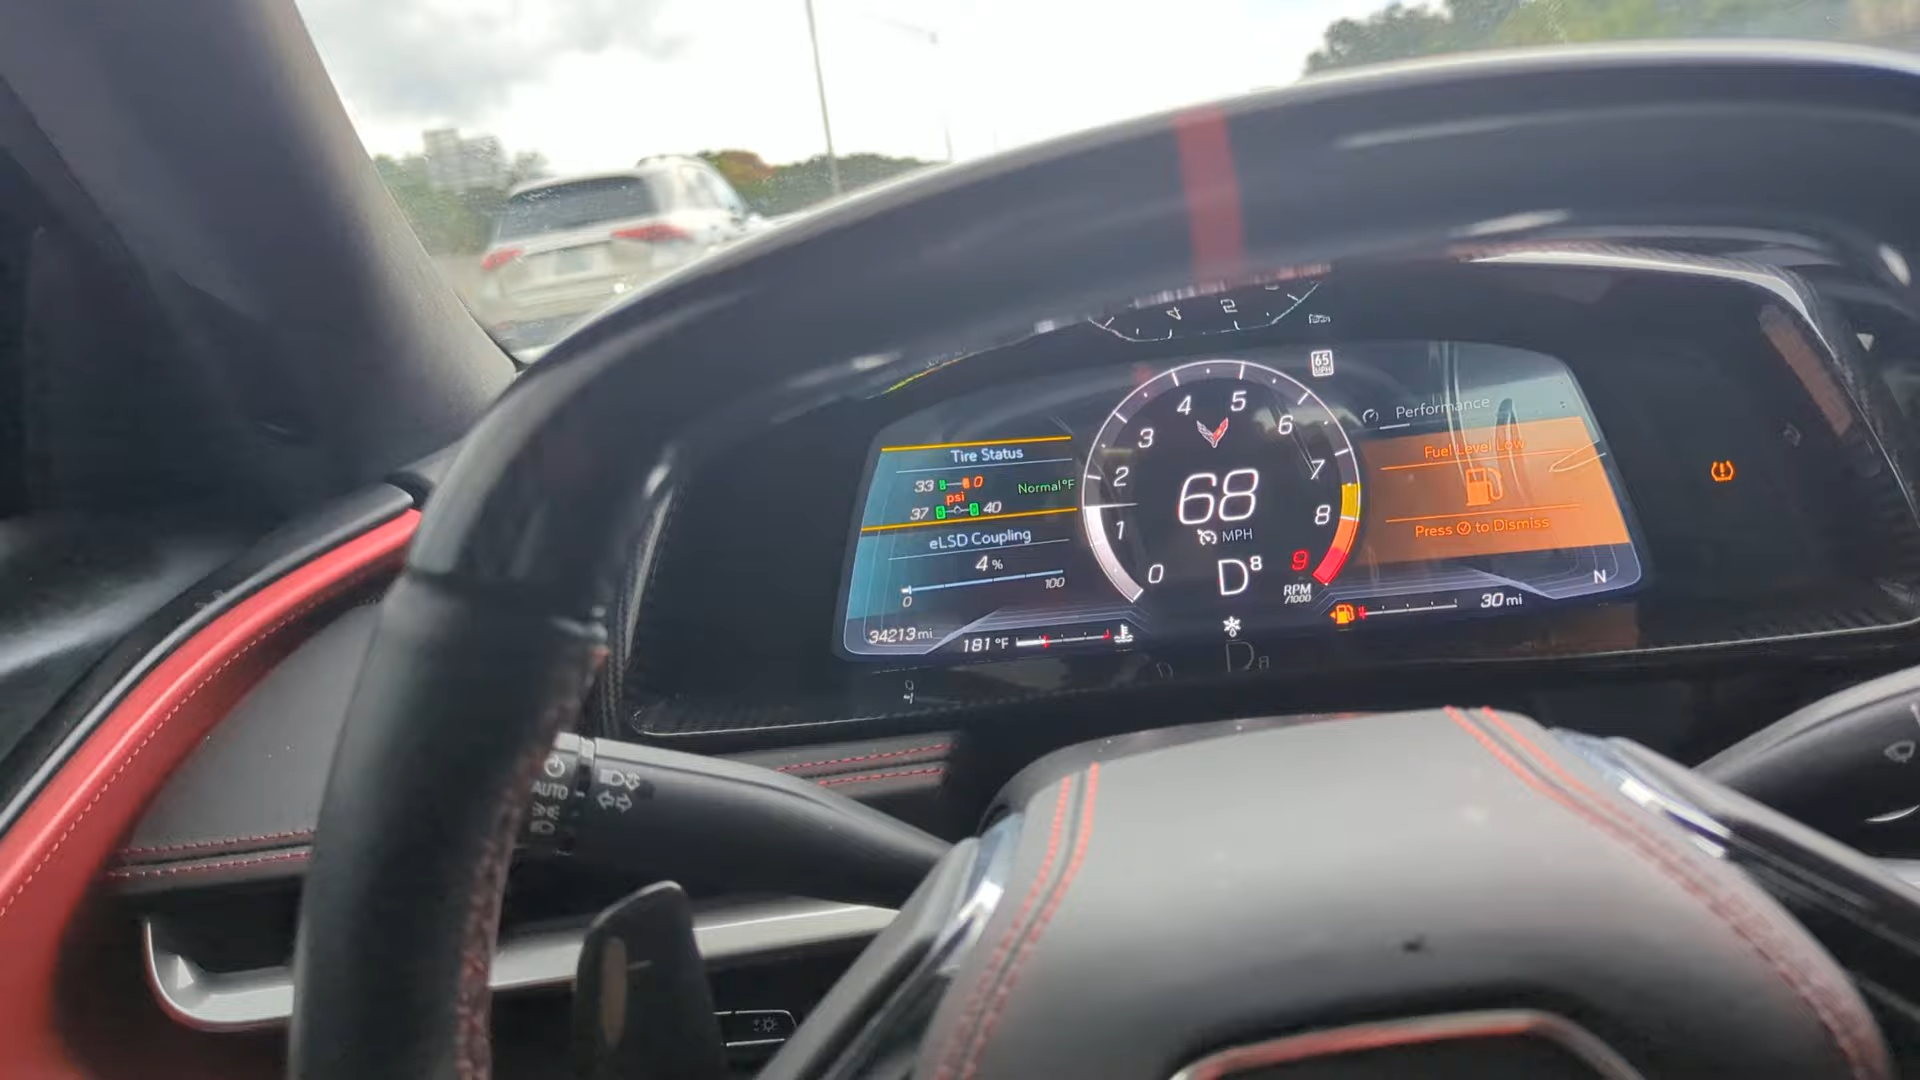 65
MPH
Performance
Tire Status
33 0
psi
37 40
Normal°F
eLSD Coupling
4 %
0 100
34213 mi
181 °F
0
1
2
3
4
5
6
7
8
9
RPM
/1000
68
MPH
D8
Fuel Level Low
Press to Dismiss
N
30 mi
AUTO